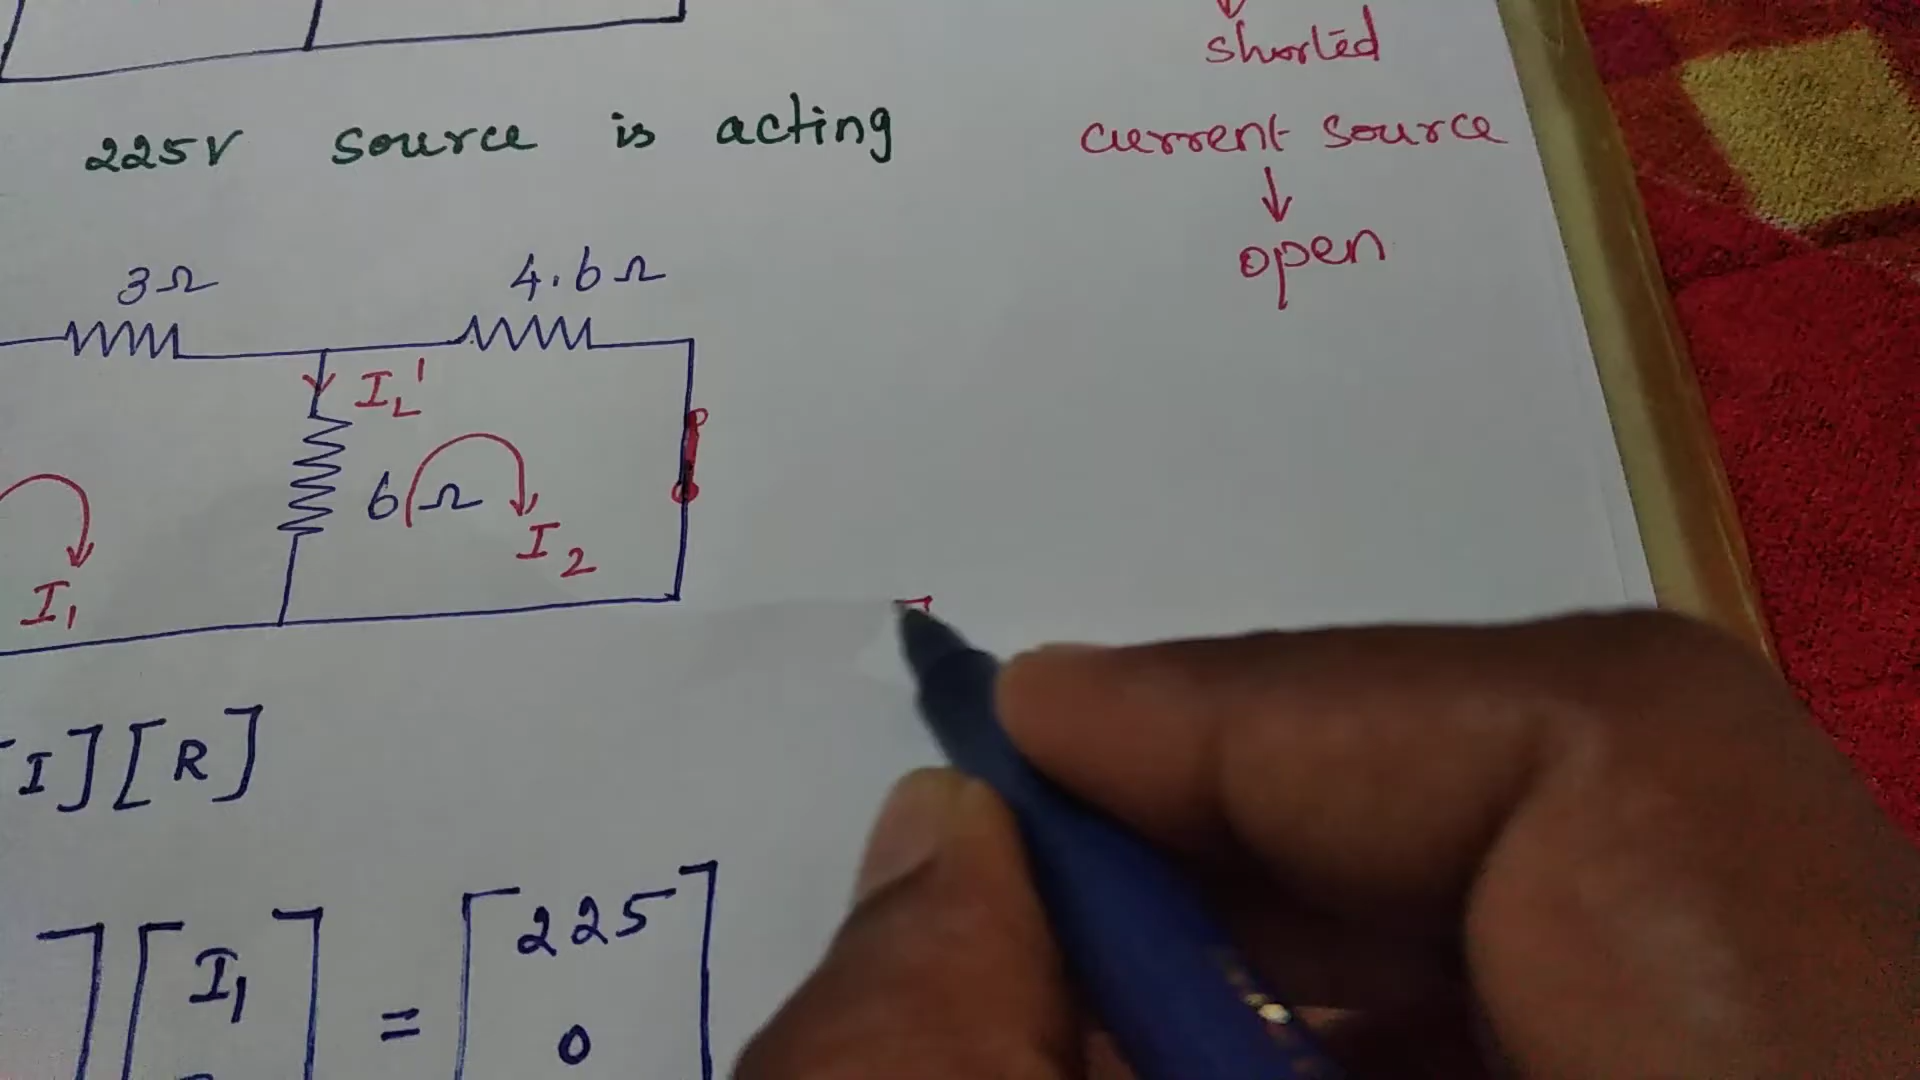 shorted
225V source is acting
current source
open
3Ω
4.6Ω
I_L'
6Ω
I_2
I_1
I] [R]
] [I_1] = [225
0